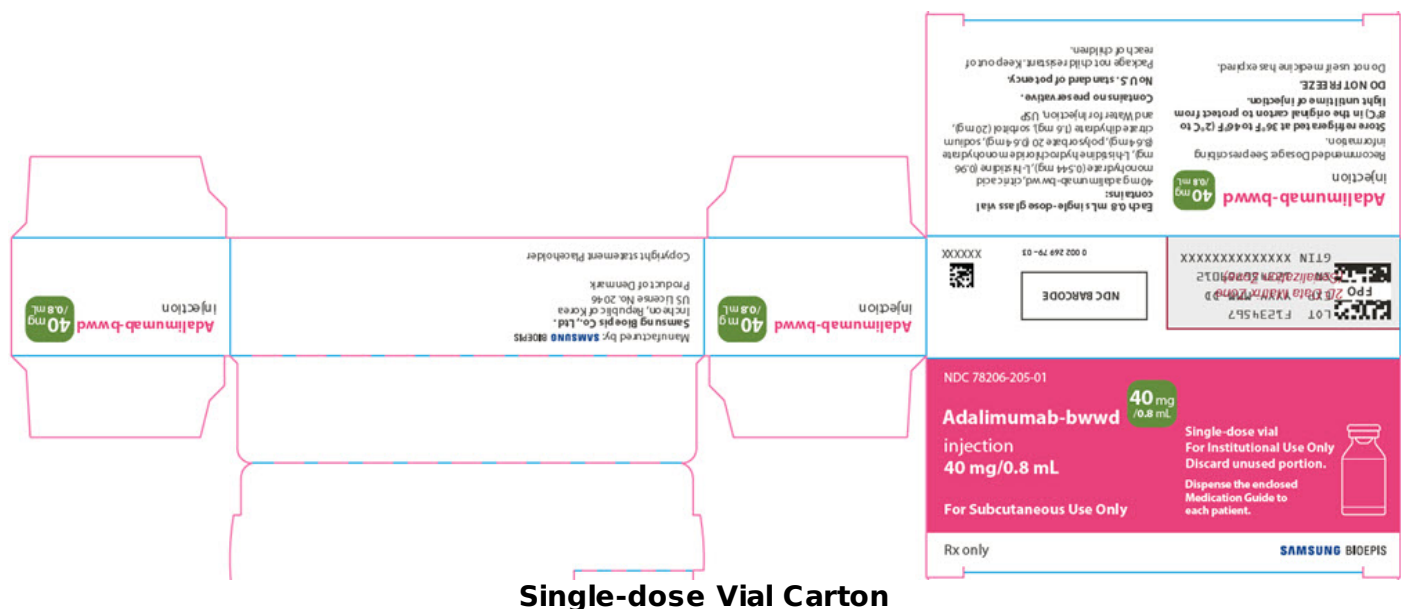 Each 0.8 mL single-dose glass vial
contains:
40 mg adalimumab-bwwd, citric acid
monohydrate (0.544 mg), L-histidine (0.96
mg), L-histidine hydrochloride monohydrate
(8.64 mg), polysorbate 20 (0.64 mg), sodium
citrate dihydrate (1.6 mg), sorbitol (20 mg),
and Water for Injection, USP
Contains no preservative.
No U.S. standard of potency.
Package not child resistant. Keep out of
reach of children.
Adalimumab-bwwd
injection
40 mg
/0.8 mL
Recommended Dosage: See prescribing
information.
Store refrigerated at 36°F to 46°F (2°C to
8°C) in the original carton to protect from
light until time of injection.
DO NOT FREEZE.
Do not use if medicine has expired.
LOT F1234567
2D Data Matrix Zone
FPO
GTIN XXXXXXXXXXXXXX
NDC BARCODE
0 002 269 79-03
XXXXXX
Adalimumab-bwwd
injection
40 mg
/0.8 mL
Manufactured by: SAMSUNG BIOEPIS
Samsung Bioepis Co., Ltd.
Incheon, Republic of Korea
US License No. 2046
Product of Denmark
Copyright statement Placeholder
Adalimumab-bwwd
injection
40 mg
/0.8 mL
NDC 78206-205-01
Adalimumab-bwwd
40 mg
/0.8 mL
injection
40 mg/0.8 mL
For Subcutaneous Use Only
Single-dose vial
For Institutional Use Only
Discard unused portion.
Dispense the enclosed
Medication Guide to
each patient.
Rx only
SAMSUNG BIOEPIS
Single-dose Vial Carton